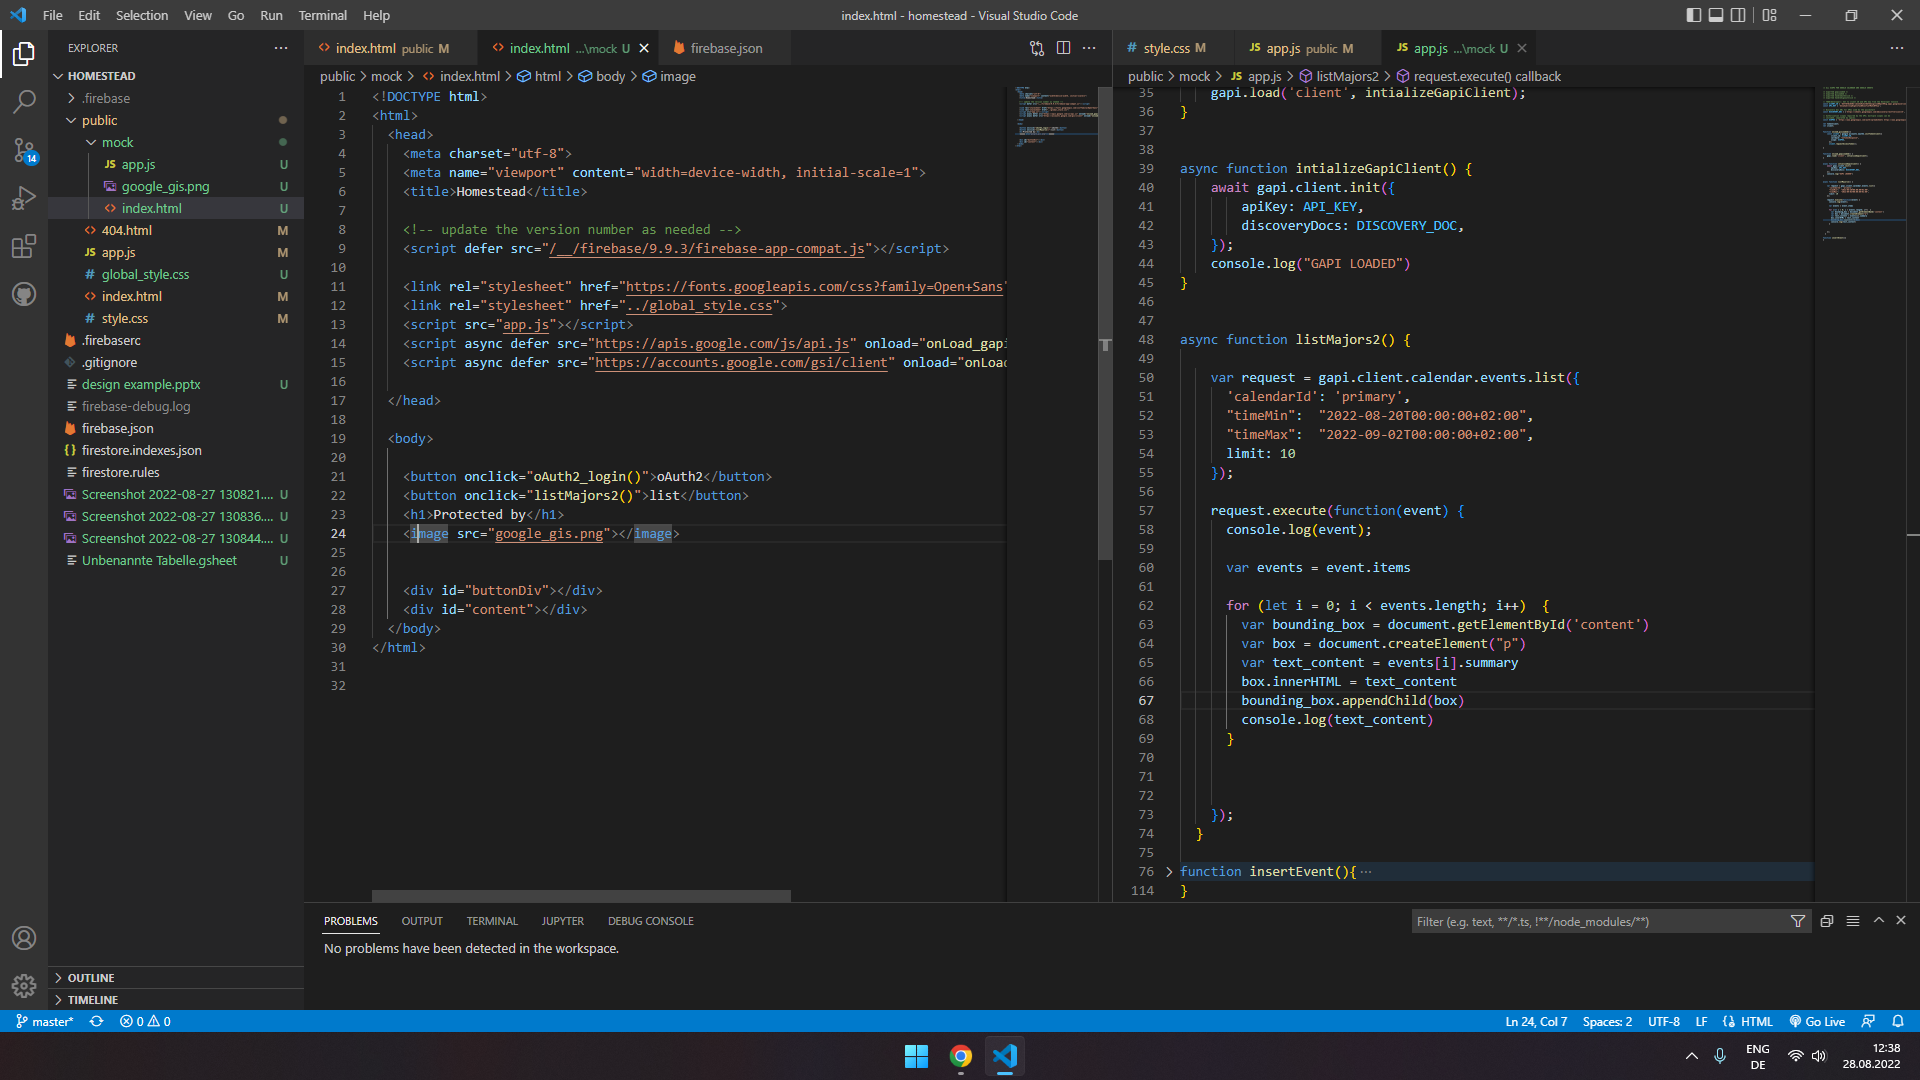 File Edit Selection View Go Run Terminal Help
index.html - homestead - Visual Studio Code
EXPLORER
HOMESTEAD
.firebase
public
mock
app.js U
google_gis.png U
index.html U
404.html M
app.js M
global_style.css U
index.html M
style.css M
.firebaserc
.gitignore
design example.pptx U
firebase-debug.log
firebase.json
firestore.indexes.json
firestore.rules
Screenshot 2022-08-27 130821.... U
Screenshot 2022-08-27 130836.... U
Screenshot 2022-08-27 130844.... U
Unbenannte Tabelle.gsheet U
OUTLINE
TIMELINE
14
index.html public M
index.html ...\mock U
firebase.json
public > mock > index.html > html > body > image
1 <!DOCTYPE html>
2 <html>
3 <head>
4 <meta charset="utf-8">
5 <meta name="viewport" content="width=device-width, initial-scale=1">
6 <title>Homestead</title>
7
8 <!-- update the version number as needed -->
9 <script defer src="/__/firebase/9.9.3/firebase-app-compat.js"></script>
10
11 <link rel="stylesheet" href="https://fonts.googleapis.com/css?family=Open+Sans"
12 <link rel="stylesheet" href="../global_style.css">
13 <script src="app.js"></script>
14 <script async defer src="https://apis.google.com/js/api.js" onload="onLoad_gapi
15 <script async defer src="https://accounts.google.com/gsi/client" onload="onLoa
16
17 </head>
18
19 <body>
20
21 <button onclick="oAuth2_login()">oAuth2</button>
22 <button onclick="listMajors2()">list</button>
23 <h1>Protected by</h1>
24 <image src="google_gis.png"></image>
25
26
27 <div id="buttonDiv"></div>
28 <div id="content"></div>
29 </body>
30 </html>
31
32
style.css M
app.js public M
app.js ...\mock U
public > mock > app.js > listMajors2 > request.execute() callback
35 gapi.load('client', intializeGapiClient);
36 }
37
38
39 async function intializeGapiClient() {
40 await gapi.client.init({
41 apiKey: API_KEY,
42 discoveryDocs: DISCOVERY_DOC,
43 });
44 console.log("GAPI LOADED")
45 }
46
47
48 async function listMajors2() {
49
50 var request = gapi.client.calendar.events.list({
51 'calendarId': 'primary',
52 "timeMin": "2022-08-20T00:00:00+02:00",
53 "timeMax": "2022-09-02T00:00:00+02:00",
54 limit: 10
55 });
56
57 request.execute(function(event) {
58 console.log(event);
59
60 var events = event.items
61
62 for (let i = 0; i < events.length; i++) {
63 var bounding_box = document.getElementById('content')
64 var box = document.createElement("p")
65 var text_content = events[i].summary
66 box.innerHTML = text_content
67 bounding_box.appendChild(box)
68 console.log(text_content)
69 }
70
71
72
73 });
74 }
75
76 function insertEvent(){ ...
114 }
PROBLEMS OUTPUT TERMINAL JUPYTER DEBUG CONSOLE
Filter (e.g. text, **/*.ts, !**/node_modules/**)
No problems have been detected in the workspace.
master* 0 0
Ln 24, Col 7 Spaces: 2 UTF-8 LF HTML Go Live
ENG
DE
12:38
28.08.2022